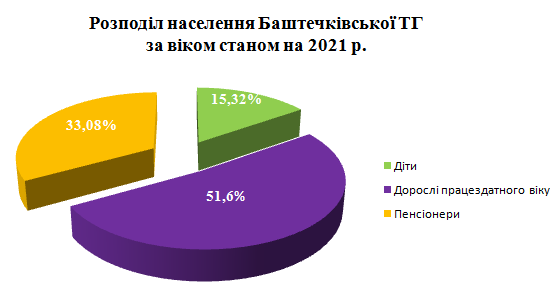 Розподіл населення Баштечківської ТГ
за віком станом на 2021 р.
15,32%
33,08%
51,6%
Діти
Дорослі працездатного віку
Пенсіонери